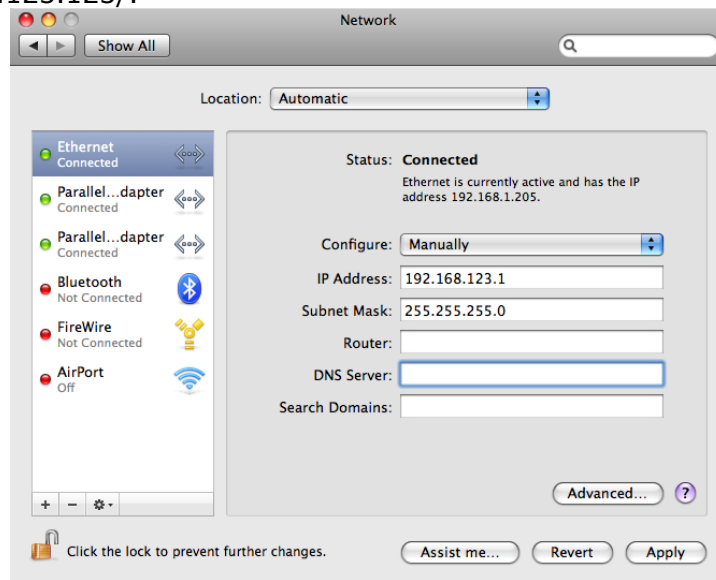 .123.123/.
Network
Show All
Location: Automatic
Ethernet
Connected
Parallel...dapter
Connected
Parallel...dapter
Connected
Bluetooth
Not Connected
FireWire
Not Connected
AirPort
Off
Status: Connected
Ethernet is currently active and has the IP
address 192.168.1.205.
Configure: Manually
IP Address: 192.168.123.1
Subnet Mask: 255.255.255.0
Router:
DNS Server:
Search Domains:
Advanced... ?
+ −
Click the lock to prevent further changes.
Assist me... Revert Apply